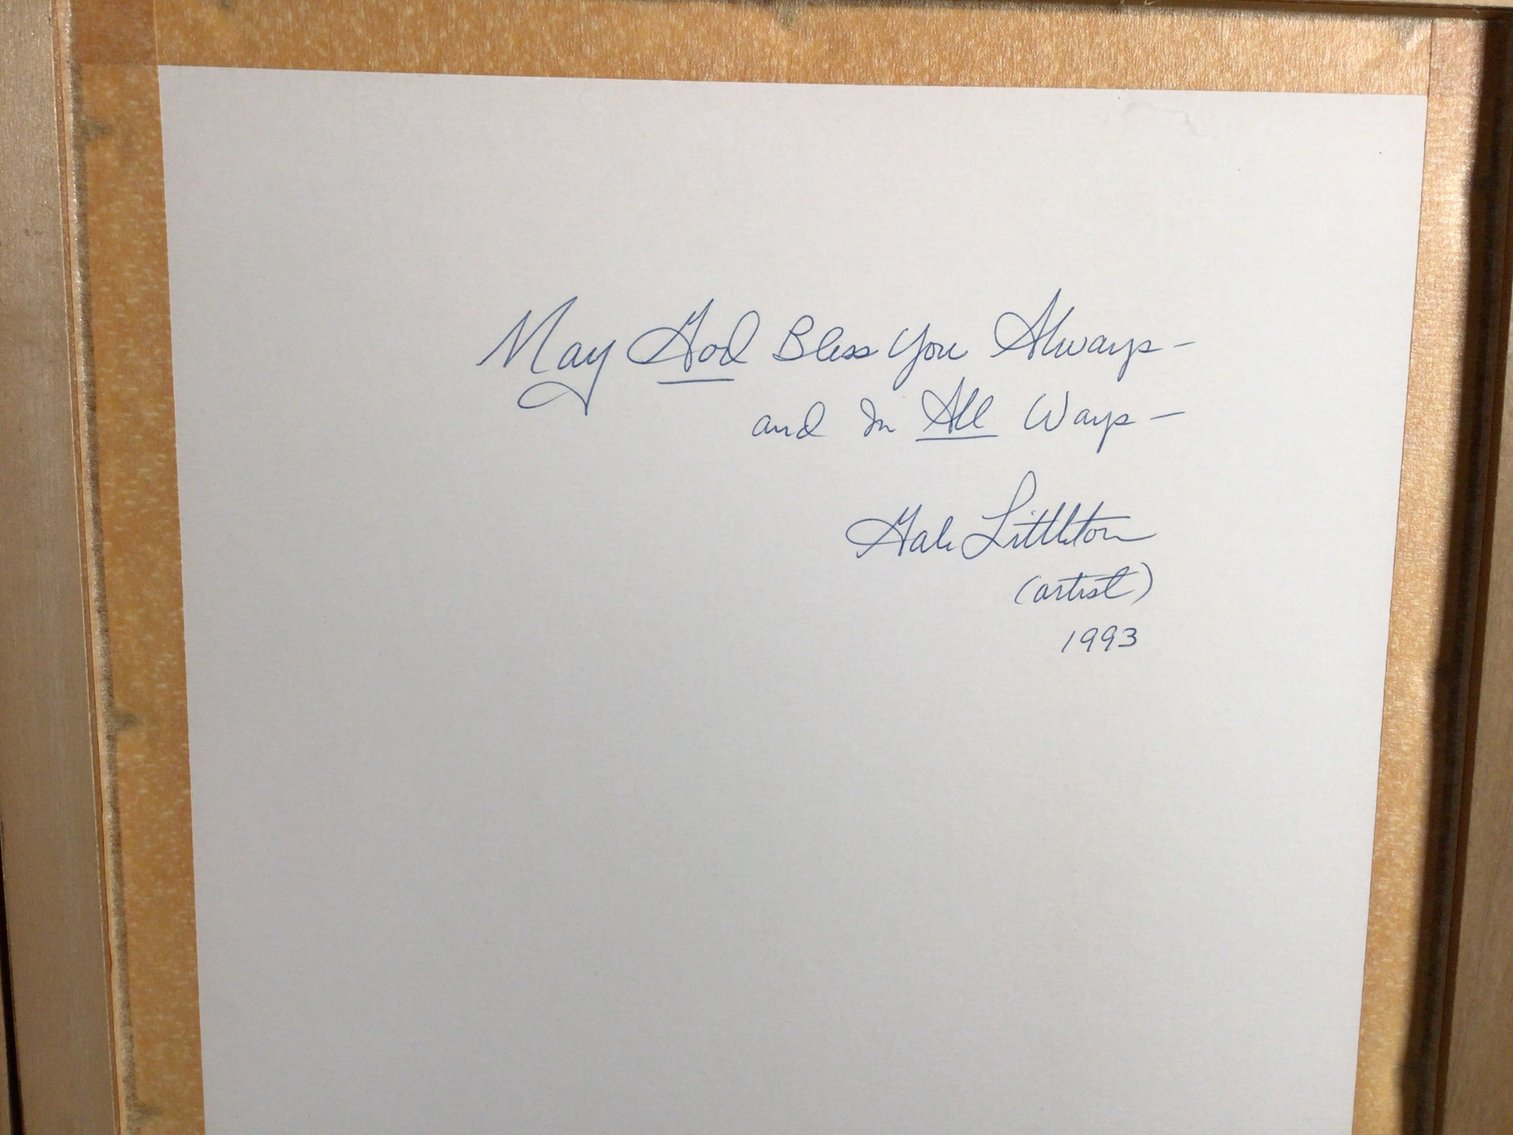 May God Bless You Always –
and In All Ways –
Gale Littleton
(artist)
1993